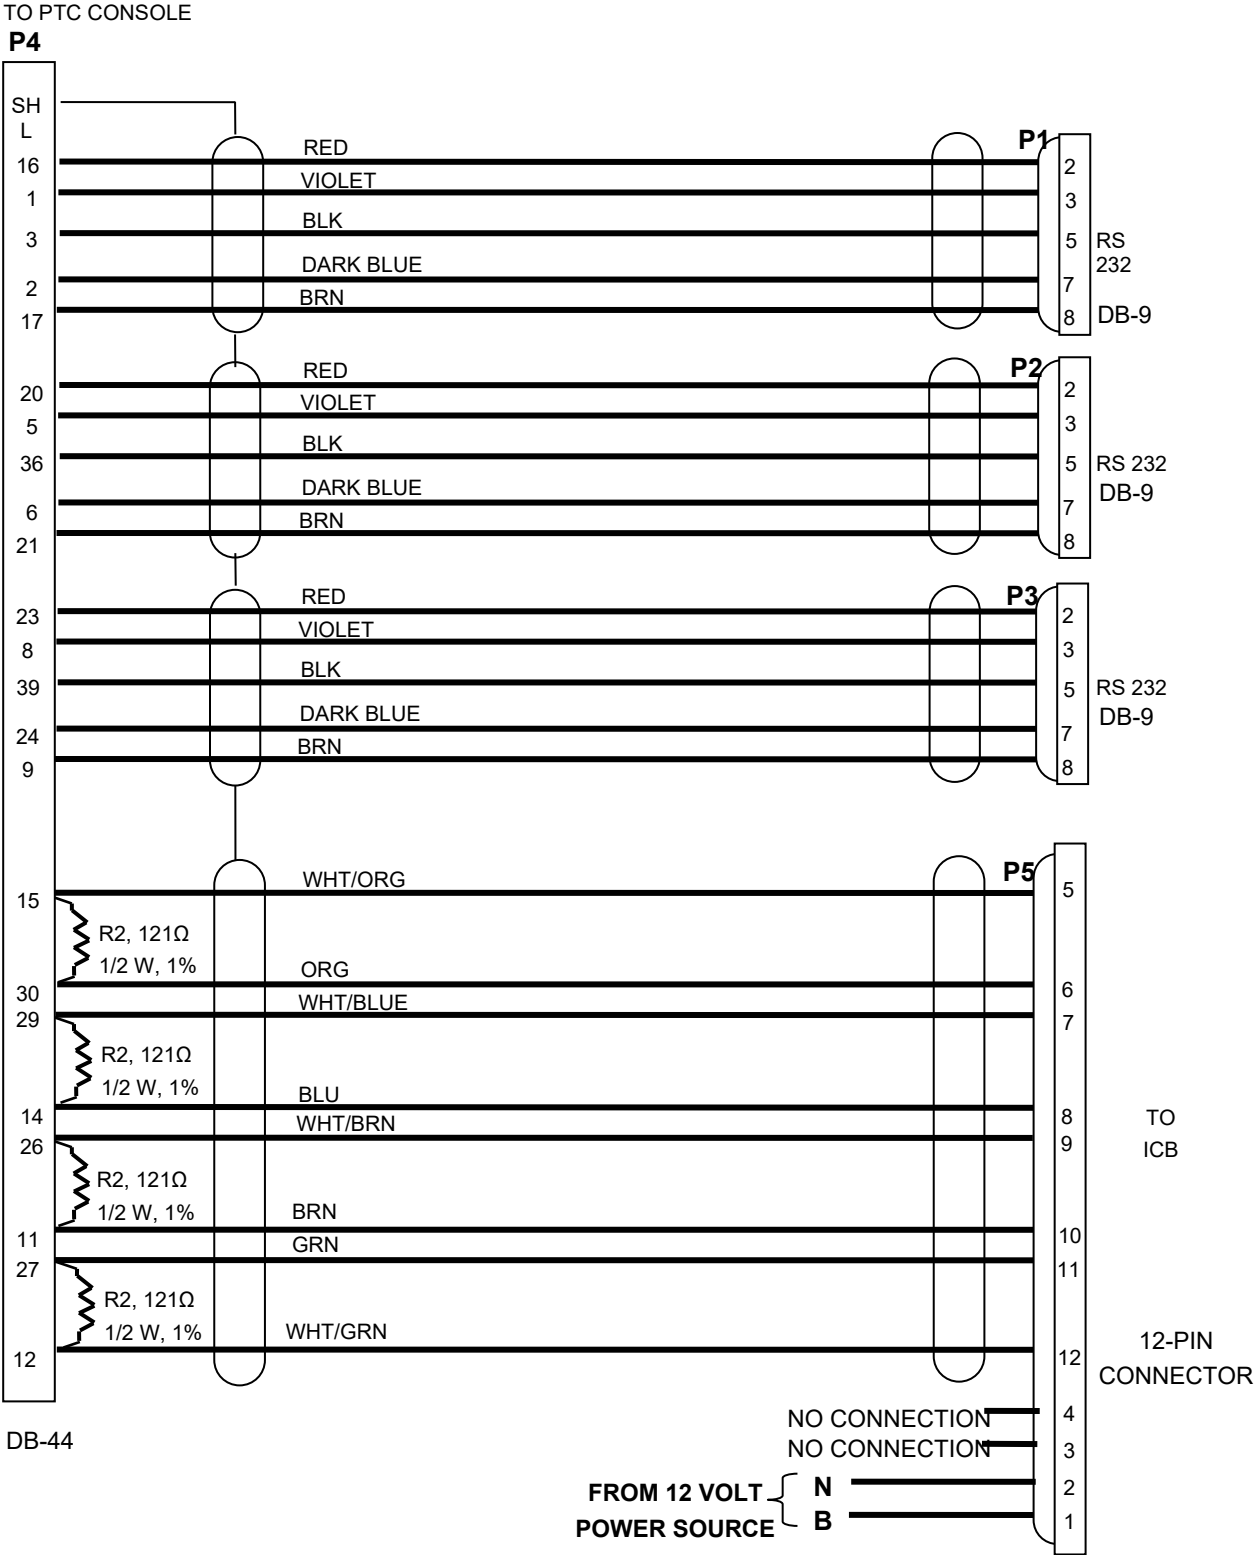 TO PTC CONSOLE
P4
SH
L
16
RED
P1
2
1
VIOLET
3
3
BLK
5
RS
232
2
DARK BLUE
7
17
BRN
8
DB-9
20
RED
P2
2
5
VIOLET
3
36
BLK
5
RS 232
DB-9
6
DARK BLUE
7
21
BRN
8
23
RED
P3
2
8
VIOLET
3
39
BLK
5
RS 232
DB-9
24
DARK BLUE
7
9
BRN
8
15
WHT/ORG
P5
5
R2, 121Ω
1/2 W, 1%
30
ORG
6
29
WHT/BLUE
7
R2, 121Ω
1/2 W, 1%
14
BLU
8
26
WHT/BRN
9
TO
ICB
R2, 121Ω
1/2 W, 1%
11
BRN
10
27
GRN
11
R2, 121Ω
1/2 W, 1%
12
WHT/GRN
12
12-PIN
CONNECTOR
DB-44
NO CONNECTION
4
NO CONNECTION
3
FROM 12 VOLT
POWER SOURCE
N
2
B
1